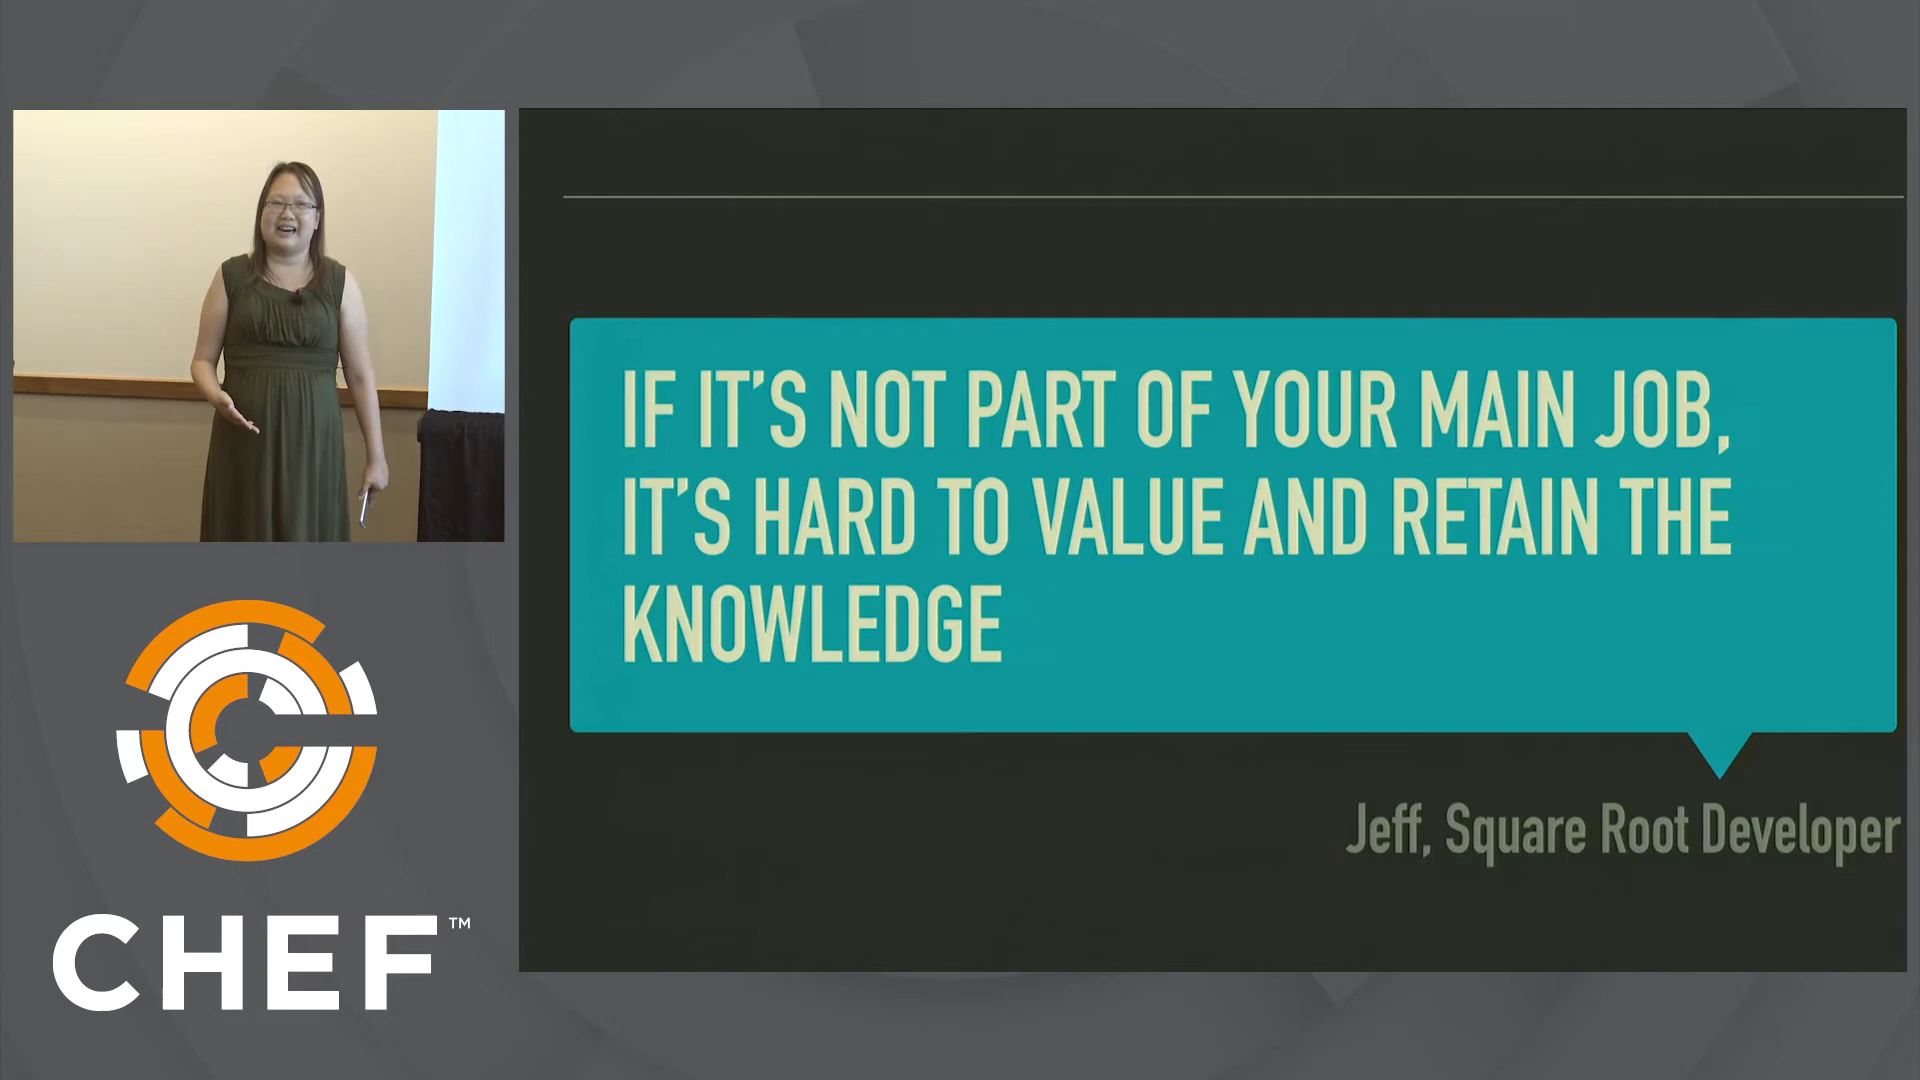 IF IT'S NOT PART OF YOUR MAIN JOB,
IT'S HARD TO VALUE AND RETAIN THE
KNOWLEDGE
Jeff, Square Root Developer
CHEF™